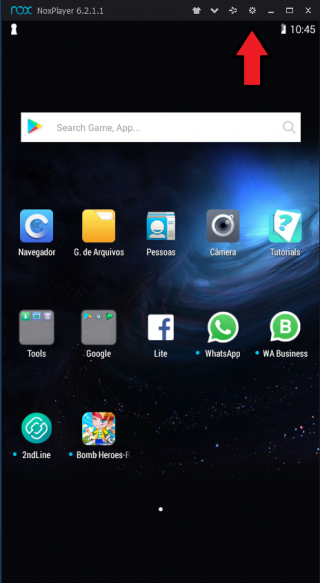 nox NoxPlayer 6.2.1.1
10:45
Search Game, App...
Navegador G. de Arquivos Pessoas Câmera Tutorials
Tools Google Lite WhatsApp WA Business
2ndLine Bomb Heroes-F